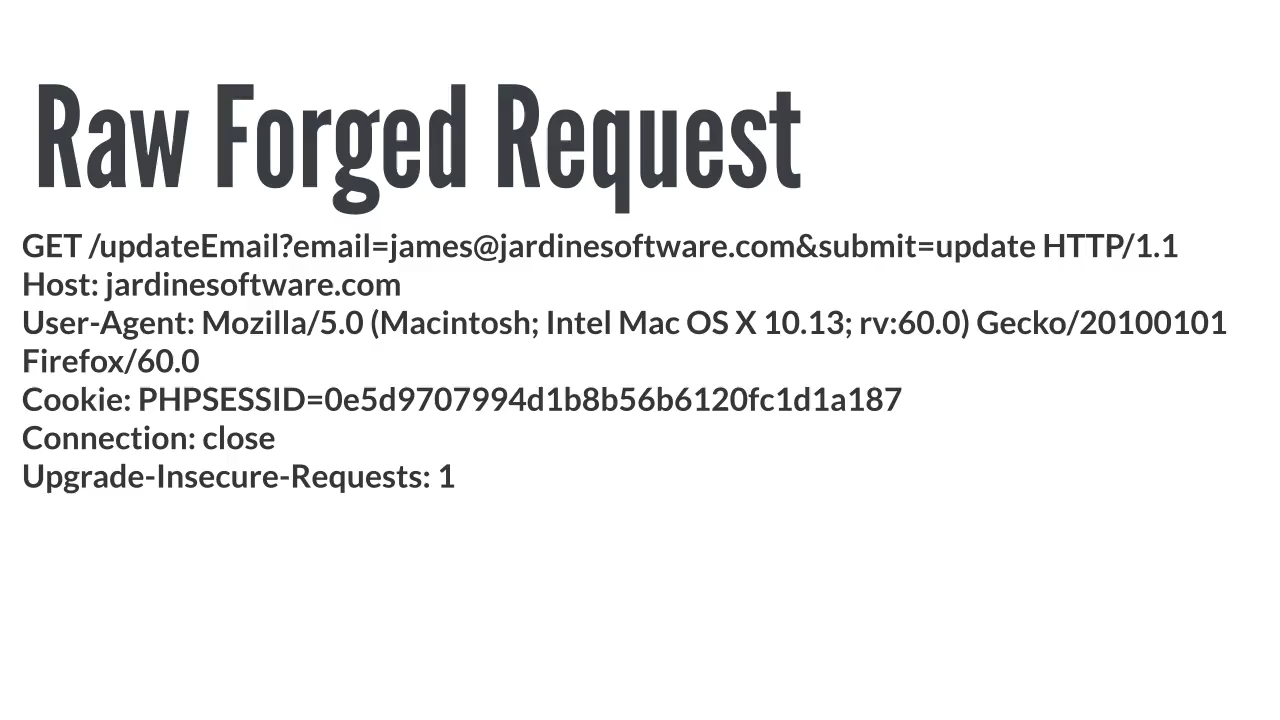 Raw Forged Request
GET /updateEmail?email=james@jardinesoftware.com&submit=update HTTP/1.1
Host: jardinesoftware.com
User-Agent: Mozilla/5.0 (Macintosh; Intel Mac OS X 10.13; rv:60.0) Gecko/20100101
Firefox/60.0
Cookie: PHPSESSID=0e5d9707994d1b8b56b6120fc1d1a187
Connection: close
Upgrade-Insecure-Requests: 1